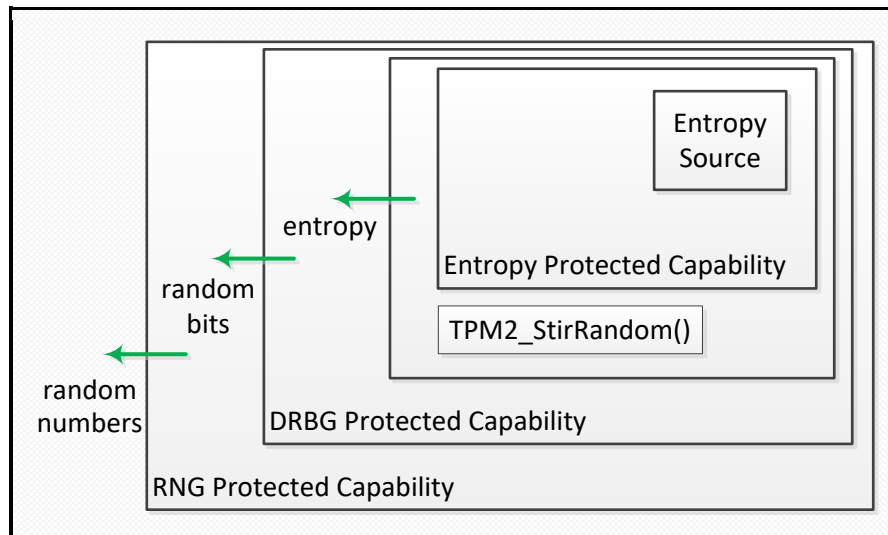 Entropy
Source
entropy
Entropy Protected Capability
random
bits
TPM2_StirRandom()
random
numbers
DRBG Protected Capability
RNG Protected Capability